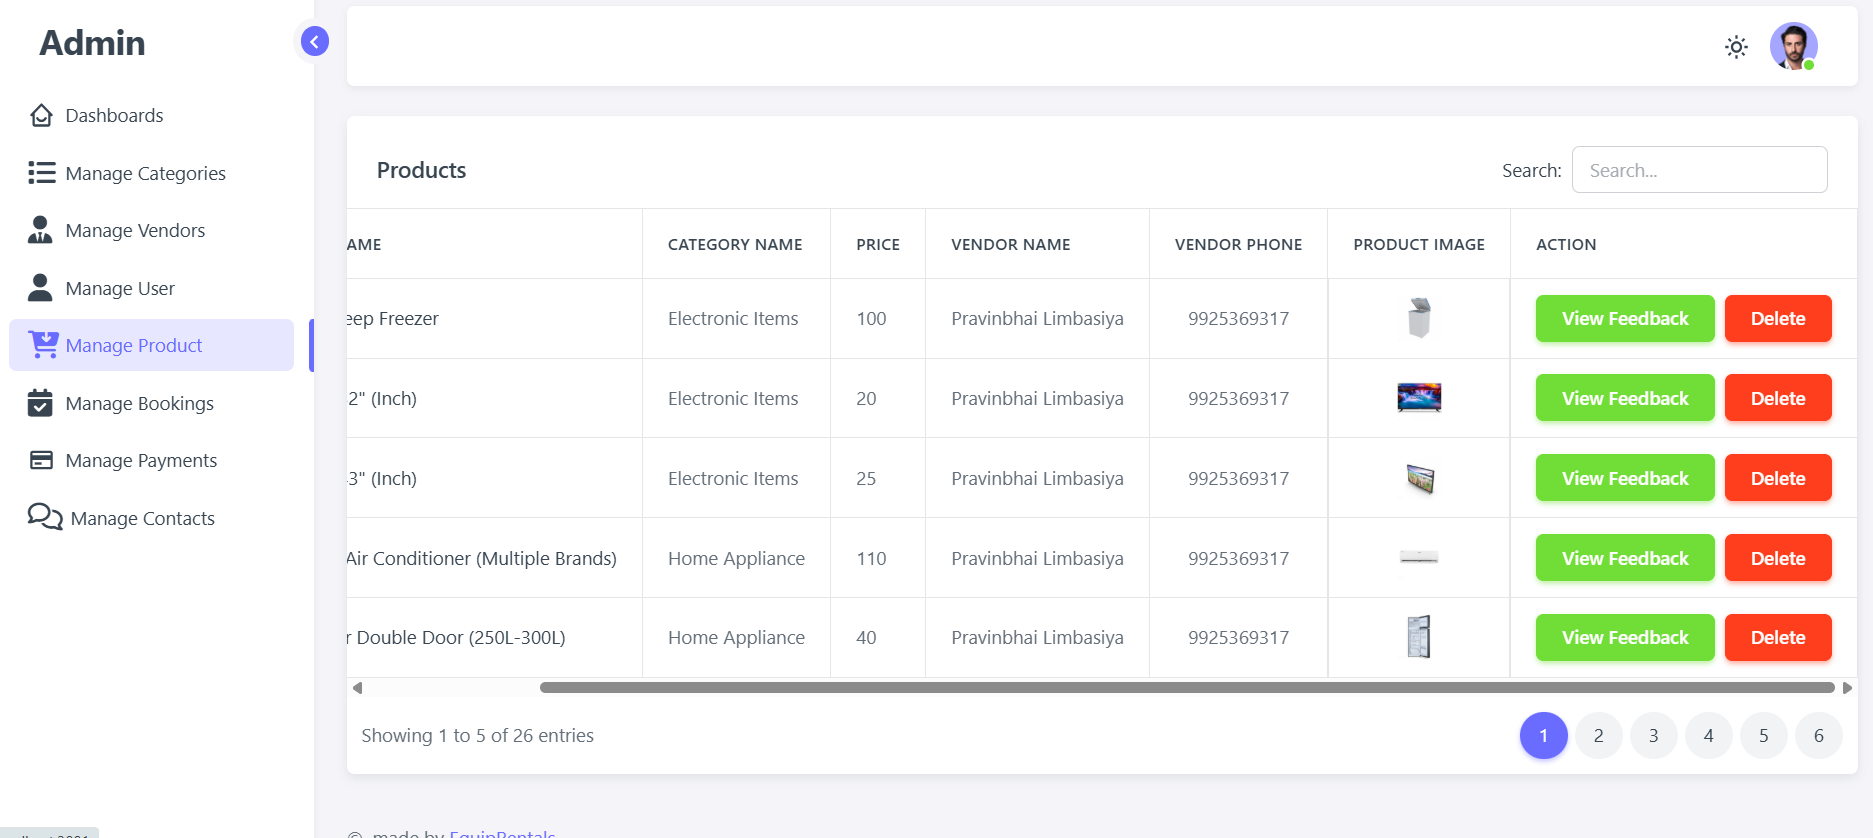 Admin
Dashboards
Manage Categories
Manage Vendors
Manage User
Manage Product
Manage Bookings
Manage Payments
Manage Contacts
Products
Search: Search...
AME CATEGORY NAME PRICE VENDOR NAME VENDOR PHONE PRODUCT IMAGE ACTION
eep Freezer Electronic Items 100 Pravinbhai Limbasiya 9925369317 View Feedback Delete
2" (Inch) Electronic Items 20 Pravinbhai Limbasiya 9925369317 View Feedback Delete
3" (Inch) Electronic Items 25 Pravinbhai Limbasiya 9925369317 View Feedback Delete
Air Conditioner (Multiple Brands) Home Appliance 110 Pravinbhai Limbasiya 9925369317 View Feedback Delete
r Double Door (250L-300L) Home Appliance 40 Pravinbhai Limbasiya 9925369317 View Feedback Delete
Showing 1 to 5 of 26 entries
1 2 3 4 5 6
© made by EquipRentals